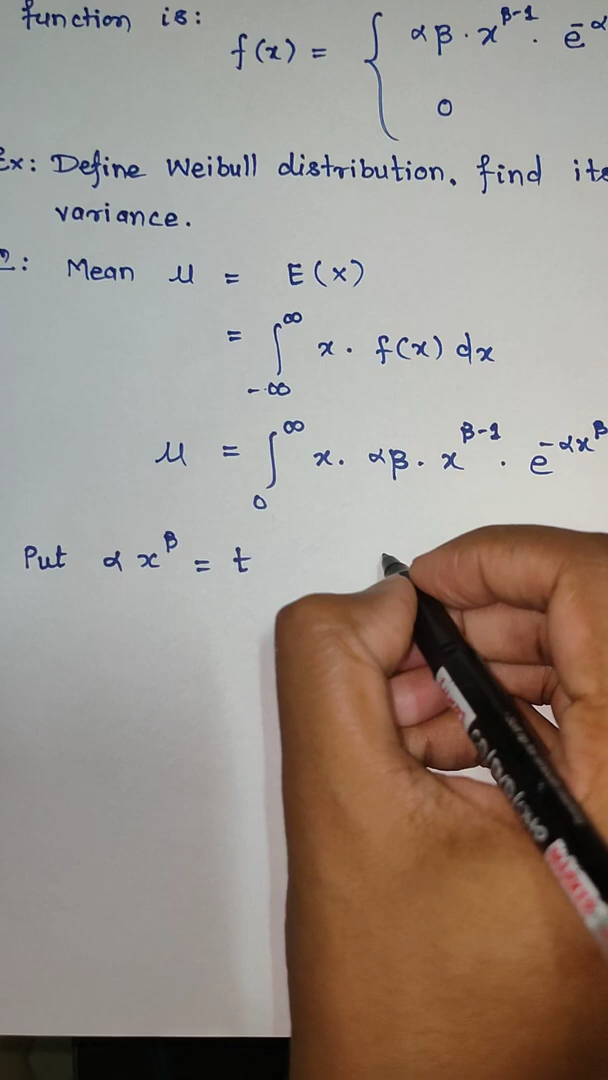 function is:
f(x) = { αβ · x^{β-1} · e^{-α
0
Ex: Define Weibull distribution. find its
variance.
Mean μ = E(x)
= ∫_{-∞}^{∞} x · f(x) dx
μ = ∫_{0}^{∞} x · αβ · x^{β-1} · e^{-αx^β}
Put αx^β = t